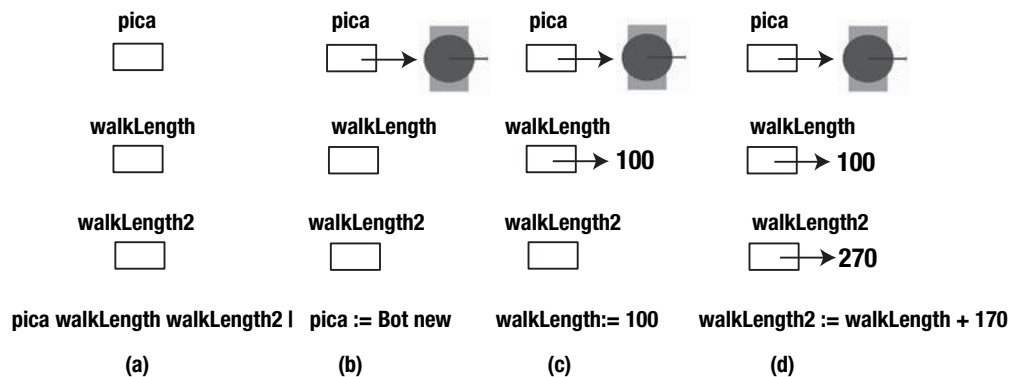 pica pica pica pica
walkLength walkLength walkLength walkLength
100 100
walkLength2 walkLength2 walkLength2 walkLength2
270
pica walkLength walkLength2 | pica := Bot new walkLength:= 100 walkLength2 := walkLength + 170
(a) (b) (c) (d)